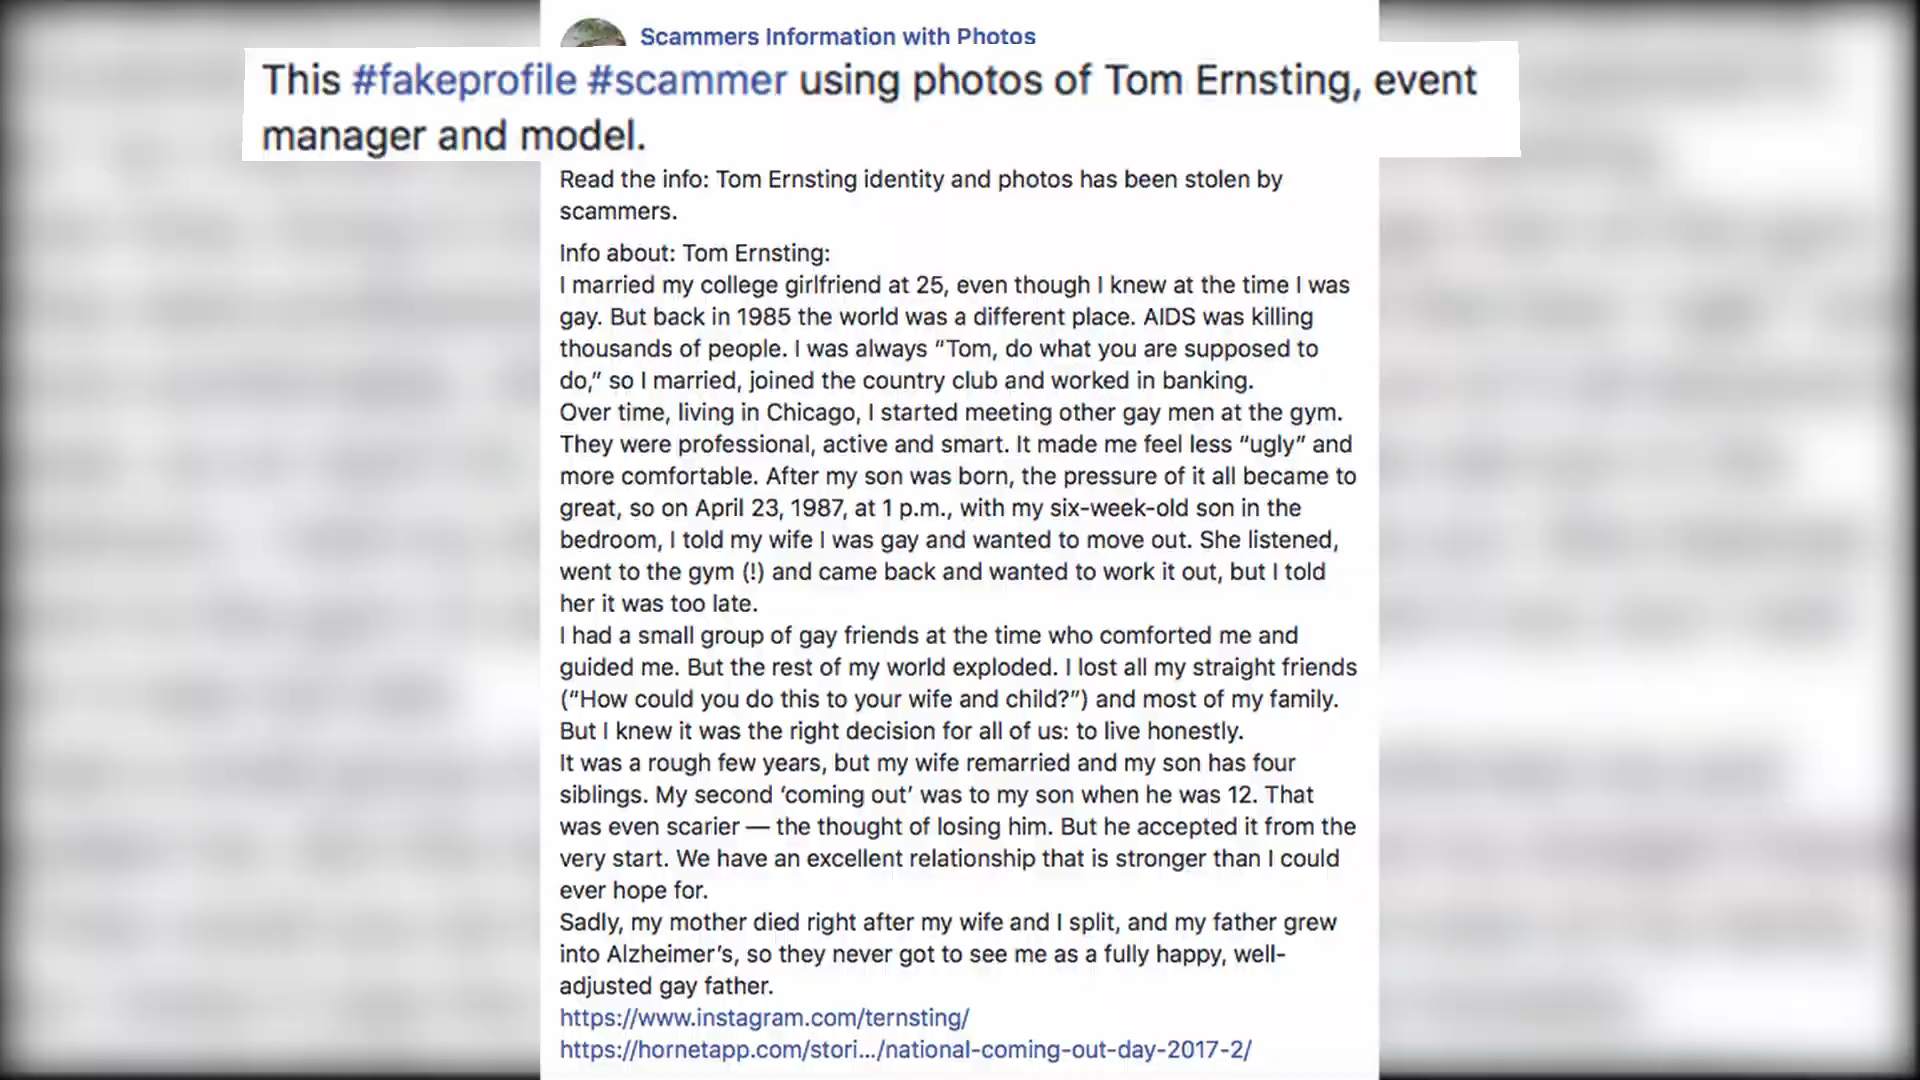 Scammers Information with Photos
This #fakeprofile #scammer using photos of Tom Ernsting, event
manager and model.
Read the info: Tom Ernsting identity and photos has been stolen by
scammers.
Info about: Tom Ernsting:
I married my college girlfriend at 25, even though I knew at the time I was
gay. But back in 1985 the world was a different place. AIDS was killing
thousands of people. I was always “Tom, do what you are supposed to
do,” so I married, joined the country club and worked in banking.
Over time, living in Chicago, I started meeting other gay men at the gym.
They were professional, active and smart. It made me feel less “ugly” and
more comfortable. After my son was born, the pressure of it all became to
great, so on April 23, 1987, at 1 p.m., with my six-week-old son in the
bedroom, I told my wife I was gay and wanted to move out. She listened,
went to the gym (!) and came back and wanted to work it out, but I told
her it was too late.
I had a small group of gay friends at the time who comforted me and
guided me. But the rest of my world exploded. I lost all my straight friends
(“How could you do this to your wife and child?”) and most of my family.
But I knew it was the right decision for all of us: to live honestly.
It was a rough few years, but my wife remarried and my son has four
siblings. My second ‘coming out’ was to my son when he was 12. That
was even scarier — the thought of losing him. But he accepted it from the
very start. We have an excellent relationship that is stronger than I could
ever hope for.
Sadly, my mother died right after my wife and I split, and my father grew
into Alzheimer’s, so they never got to see me as a fully happy, well-
adjusted gay father.
https://www.instagram.com/ternsting/
https://hornetapp.com/stori.../national-coming-out-day-2017-2/